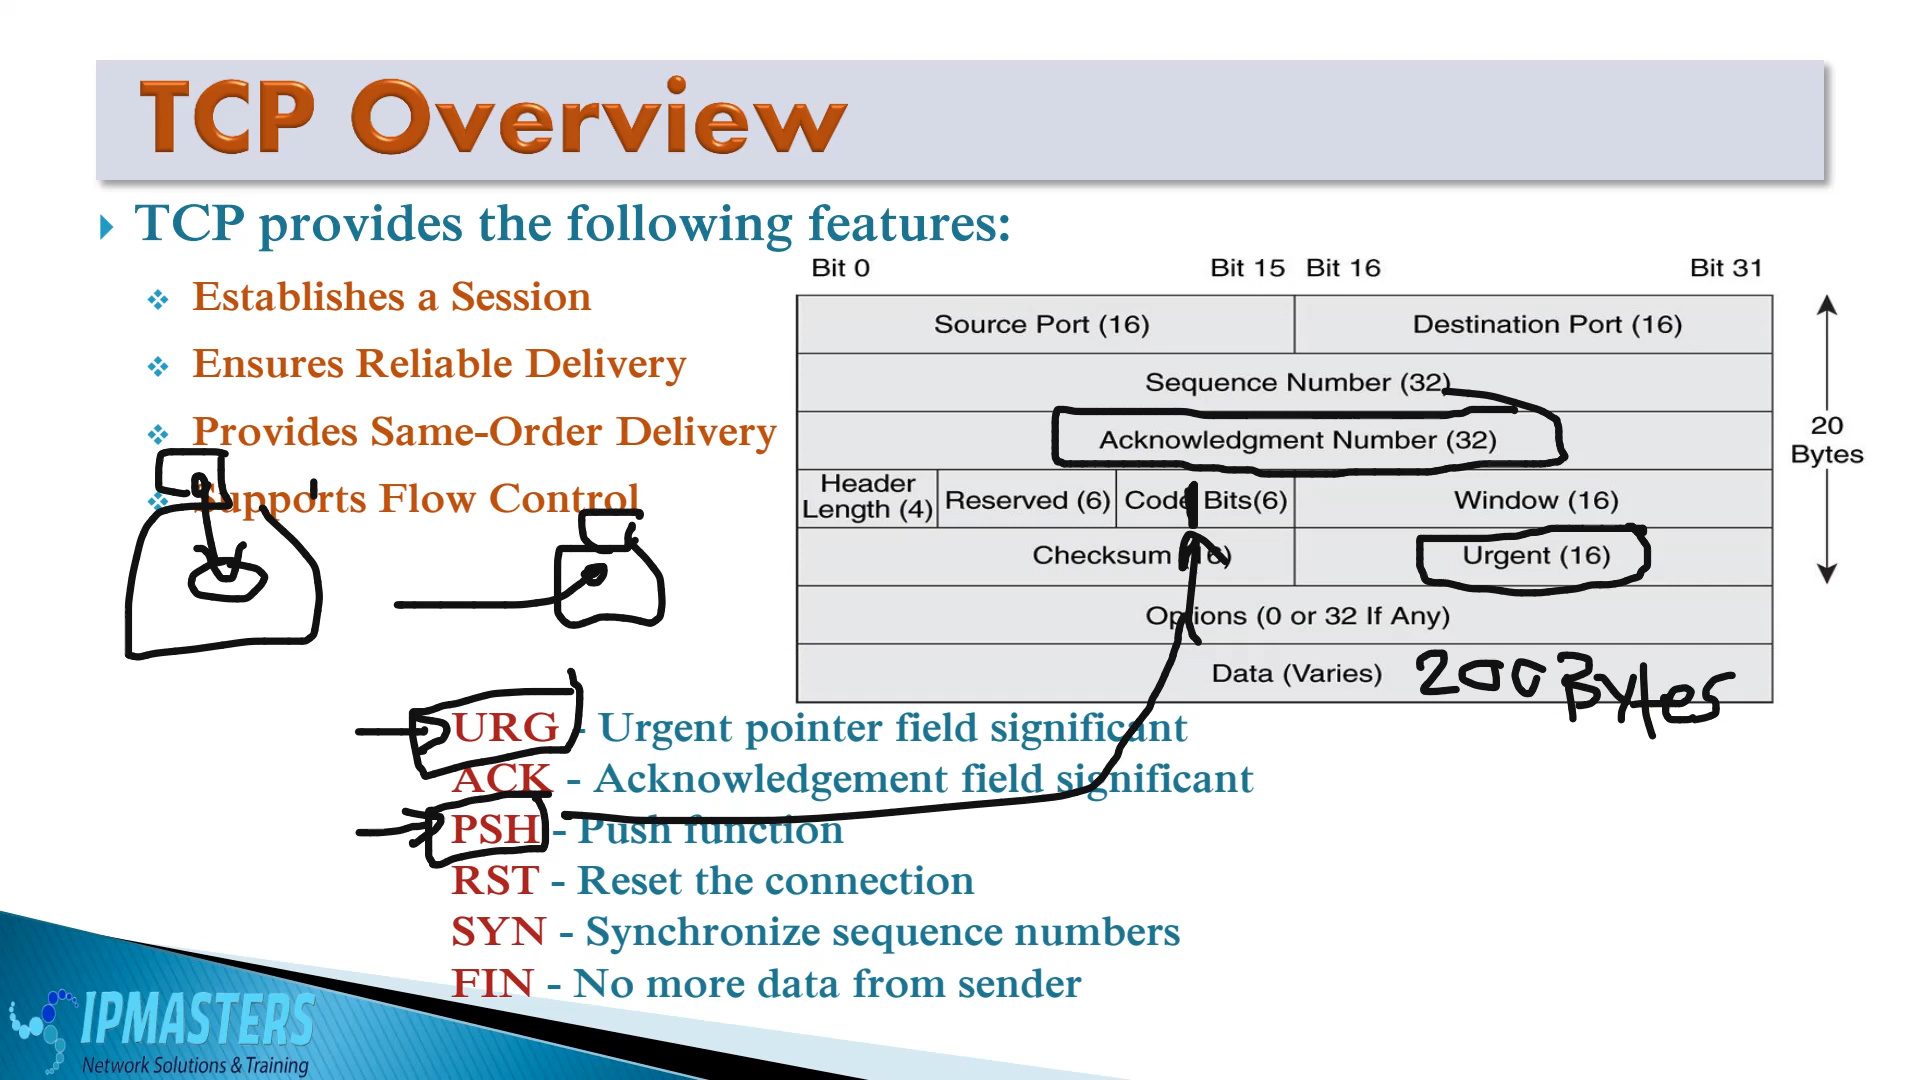 TCP Overview
TCP provides the following features:
Establishes a Session
Ensures Reliable Delivery
Provides Same-Order Delivery
Supports Flow Control
Bit 0 Bit 15 Bit 16 Bit 31
Source Port (16) Destination Port (16)
Sequence Number (32)
Acknowledgment Number (32)
Header Length (4) Reserved (6) Code Bits(6) Window (16)
Checksum (16) Urgent (16)
Options (0 or 32 If Any)
Data (Varies) 200 Bytes
20
Bytes
URG - Urgent pointer field significant
ACK - Acknowledgement field significant
PSH - Push function
RST - Reset the connection
SYN - Synchronize sequence numbers
FIN - No more data from sender
IPMASTERS
Network Solutions & Training